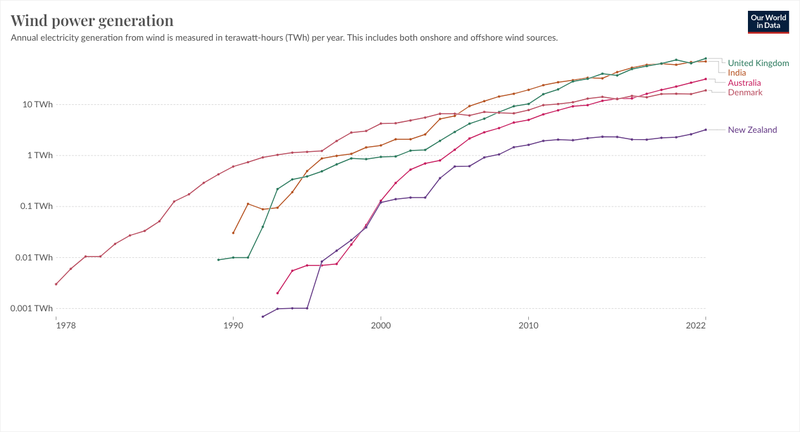 Wind power generation
Annual electricity generation from wind is measured in terawatt-hours (TWh) per year. This includes both onshore and offshore wind sources.
Our World
in Data
10 TWh
1 TWh
0.1 TWh
0.01 TWh
0.001 TWh
1978
1990
2000
2010
2022
United Kingdom
India
Australia
Denmark
New Zealand